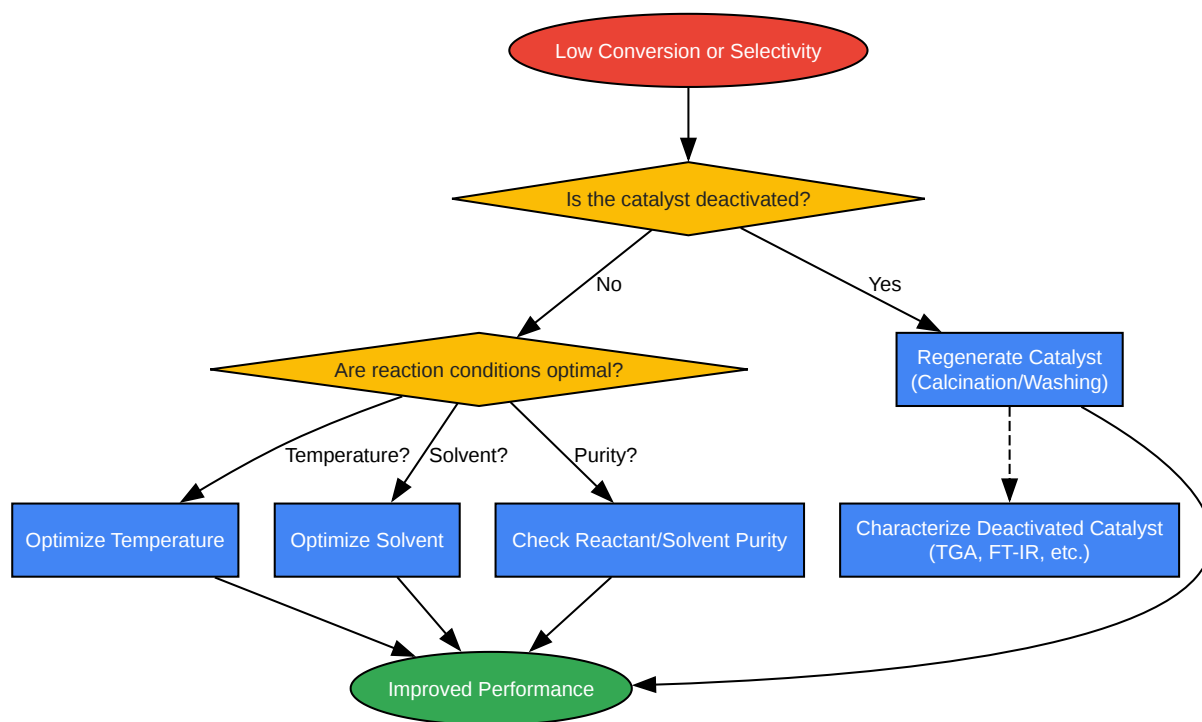 Low Conversion or Selectivity
Is the catalyst deactivated?
No
Yes
Are reaction conditions optimal?
Regenerate Catalyst
(Calcination/Washing)
Temperature?
Solvent?
Purity?
Optimize Temperature
Optimize Solvent
Check Reactant/Solvent Purity
Characterize Deactivated Catalyst
(TGA, FT-IR, etc.)
Improved Performance